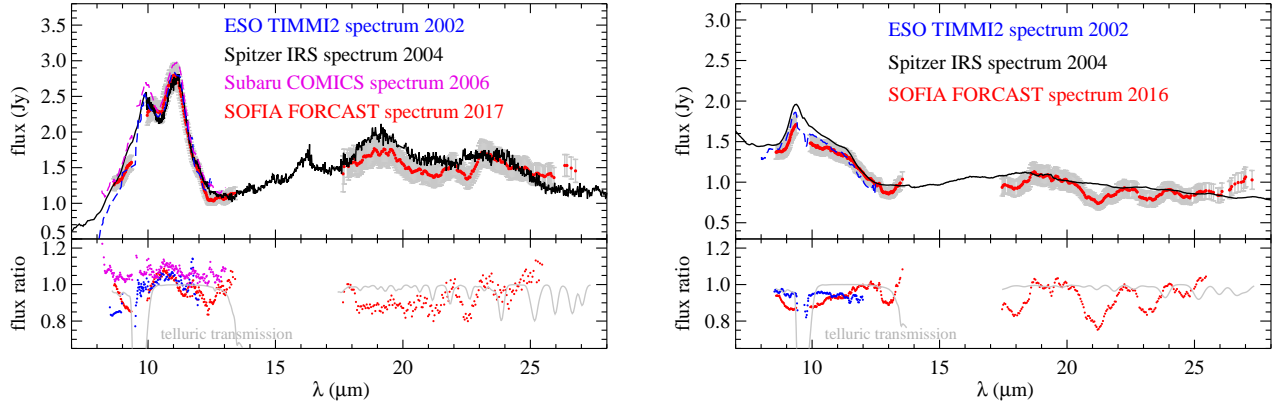 ESO TIMMI2 spectrum 2002
Spitzer IRS spectrum 2004
Subaru COMICS spectrum 2006
SOFIA FORCAST spectrum 2017
flux (Jy)
3.5
3.0
2.5
2.0
1.5
1.0
0.5
flux ratio
1.2
1.0
0.8
telluric transmission
10 15 20 25
λ (μm)
ESO TIMMI2 spectrum 2002
Spitzer IRS spectrum 2004
SOFIA FORCAST spectrum 2016
flux (Jy)
3.0
2.5
2.0
1.5
1.0
0.5
flux ratio
1.2
1.0
0.8
telluric transmission
10 15 20 25
λ (μm)